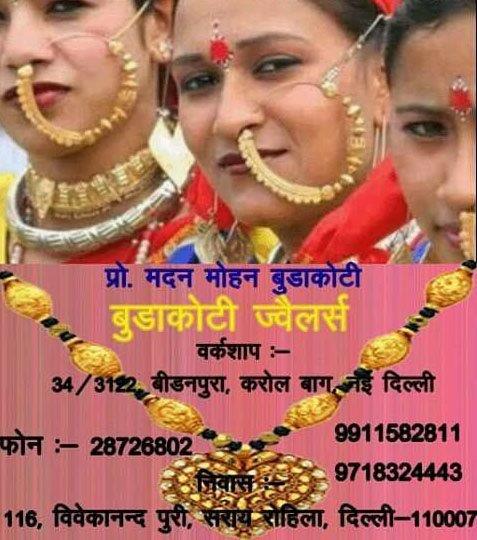 प्रो. मदन मोहन बुडाकोटी
बुडाकोटी ज्वैलर्स
वर्कशाप :–
34/3122, बीडनपुरा, करोल बाग, नई दिल्ली
फोन :– 28726802
9911582811
9718324443
निवास :–
116, विवेकानन्द पुरी, सराय रोहिला, दिल्ली–110007